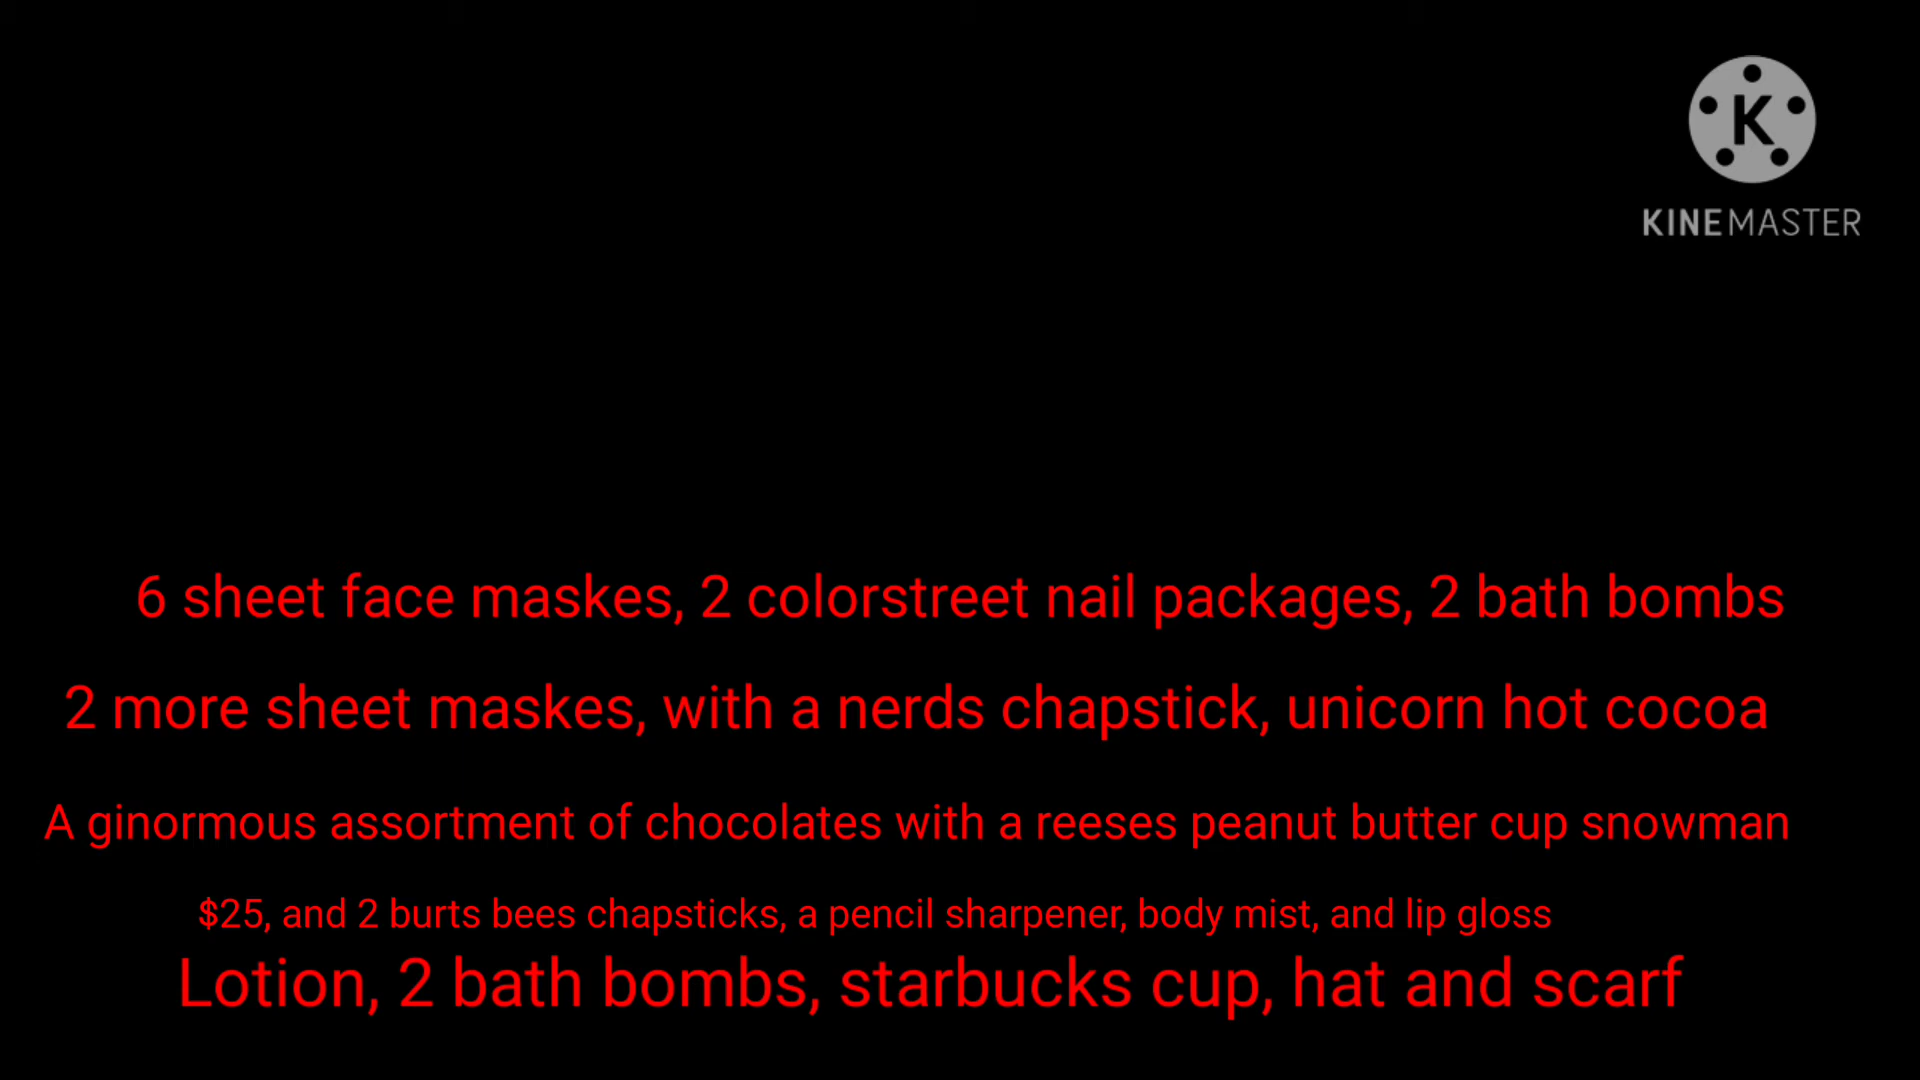 K
KINEMASTER
6 sheet face maskes, 2 colorstreet nail packages, 2 bath bombs
2 more sheet maskes, with a nerds chapstick, unicorn hot cocoa
A ginormous assortment of chocolates with a reeses peanut butter cup snowman
$25, and 2 burts bees chapsticks, a pencil sharpener, body mist, and lip gloss
Lotion, 2 bath bombs, starbucks cup, hat and scarf